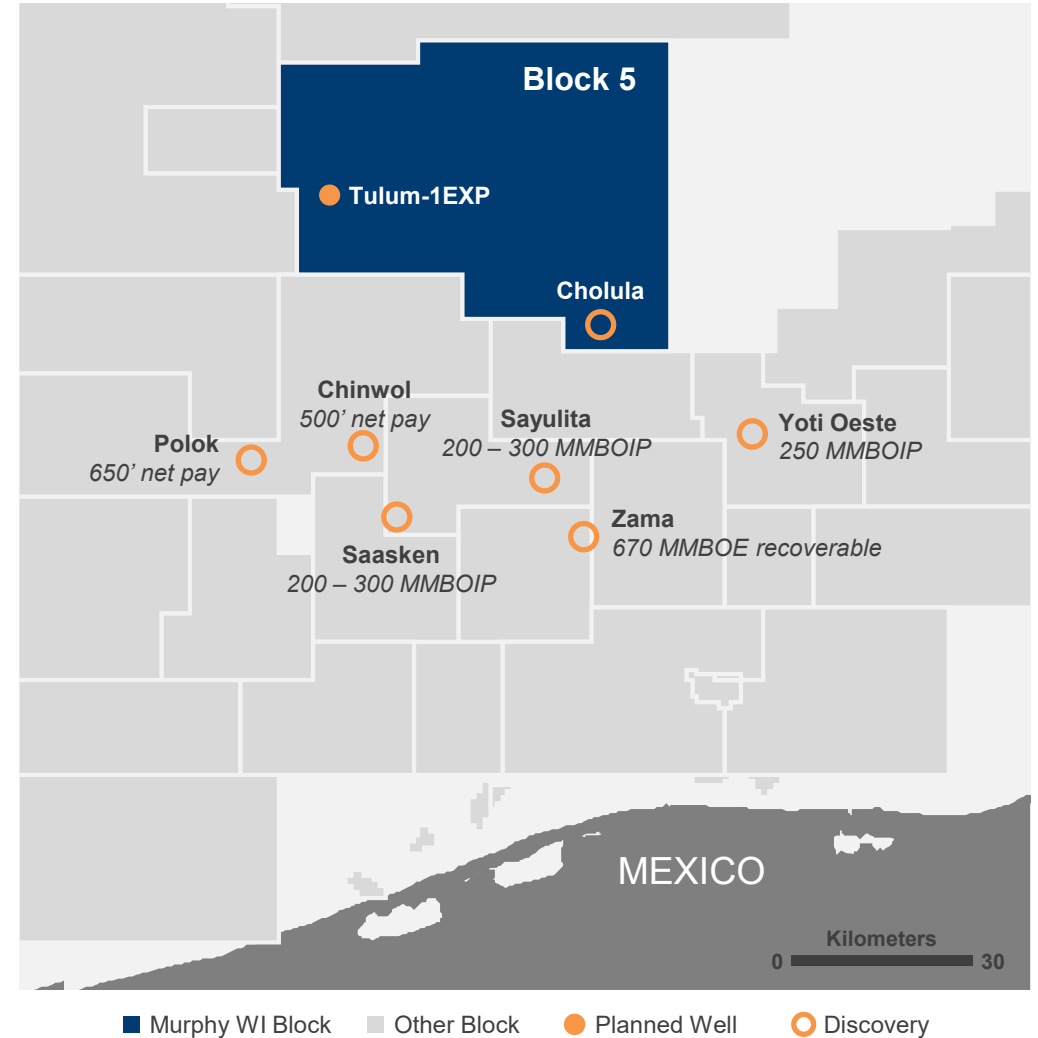 Block 5
Tulum-1EXP
Cholula
Chinwol
500’ net pay
Sayulita
200 – 300 MMBOIP
Yoti Oeste
250 MMBOIP
Polok
650’ net pay
Zama
670 MMBOE recoverable
Saasken
200 – 300 MMBOIP
MEXICO
Kilometers
0 30
Murphy WI Block Other Block Planned Well Discovery